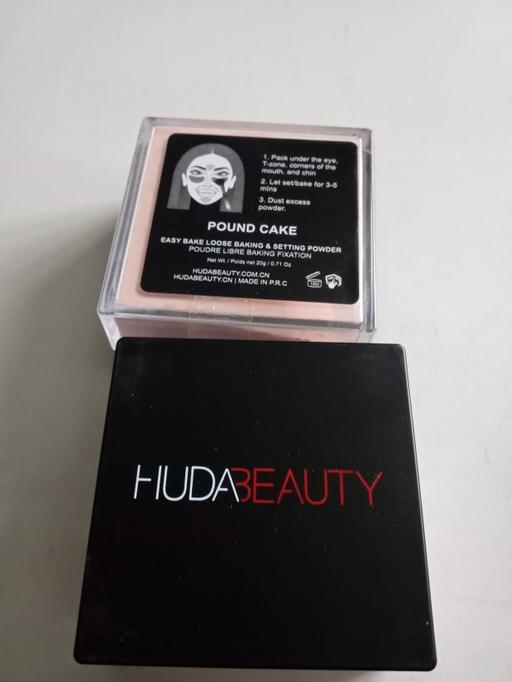 1. Pack under the eye,
T-zone, corners of the
mouth, and chin
2. Let set/bake for 3-5
mins
3. Dust excess
powder.
POUND CAKE
EASY BAKE LOOSE BAKING & SETTING POWDER
POUDRE LIBRE BAKING FIXATION
Net Wt. / Poids net 20g / 0.71 Oz
HUDABEAUTY.COM.CN
HUDABEAUTY.CN | MADE IN P.R.C
HUDABEAUTY